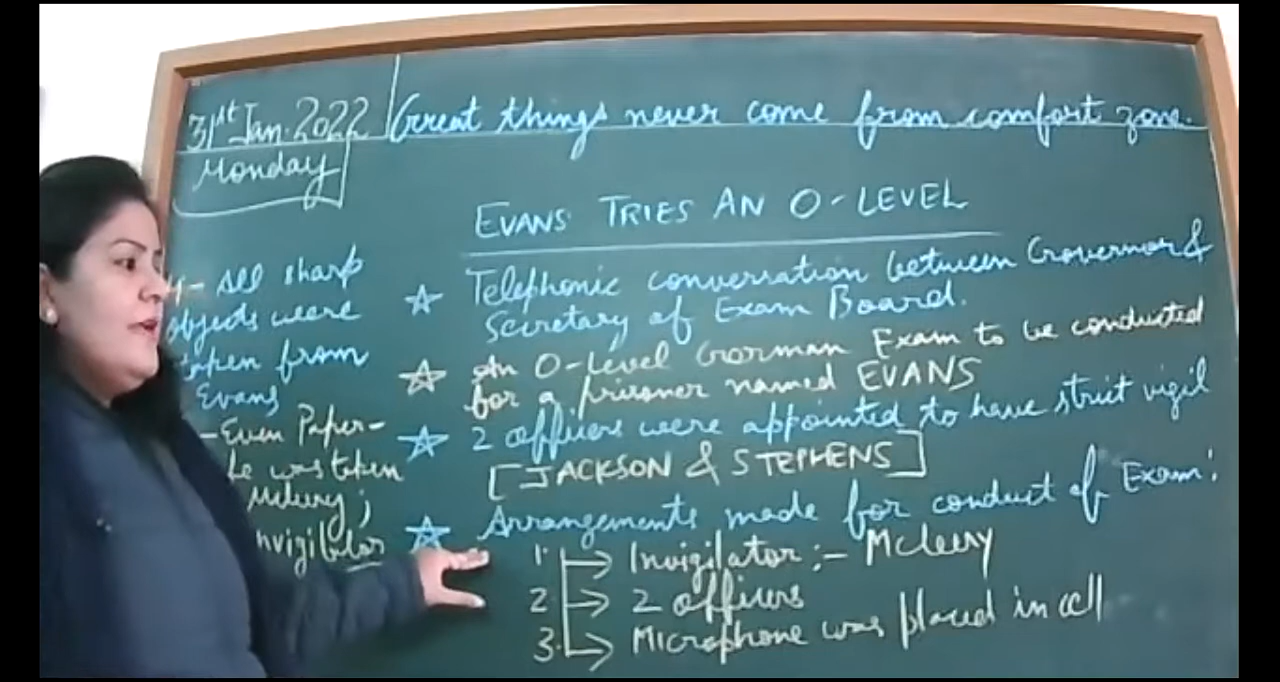 31st Jan. 2022
Monday
Great things never come from comfort zone.
EVANS TRIES AN O-LEVEL
Telephonic conversation between Governor &
Secretary of Exam Board.
An O-level German Exam to be conducted
for a prisoner named EVANS
2 officers were appointed to have strict vigil
[JACKSON & STEPHENS]
Arrangements made for conduct of Exam:
1. → Invigilator :- Mcleery
2 → 2 officers
3. → Microphone was placed in cell
- All sharp
objects were
from
Evans
- Even Paper-
was taken
Mcleery;